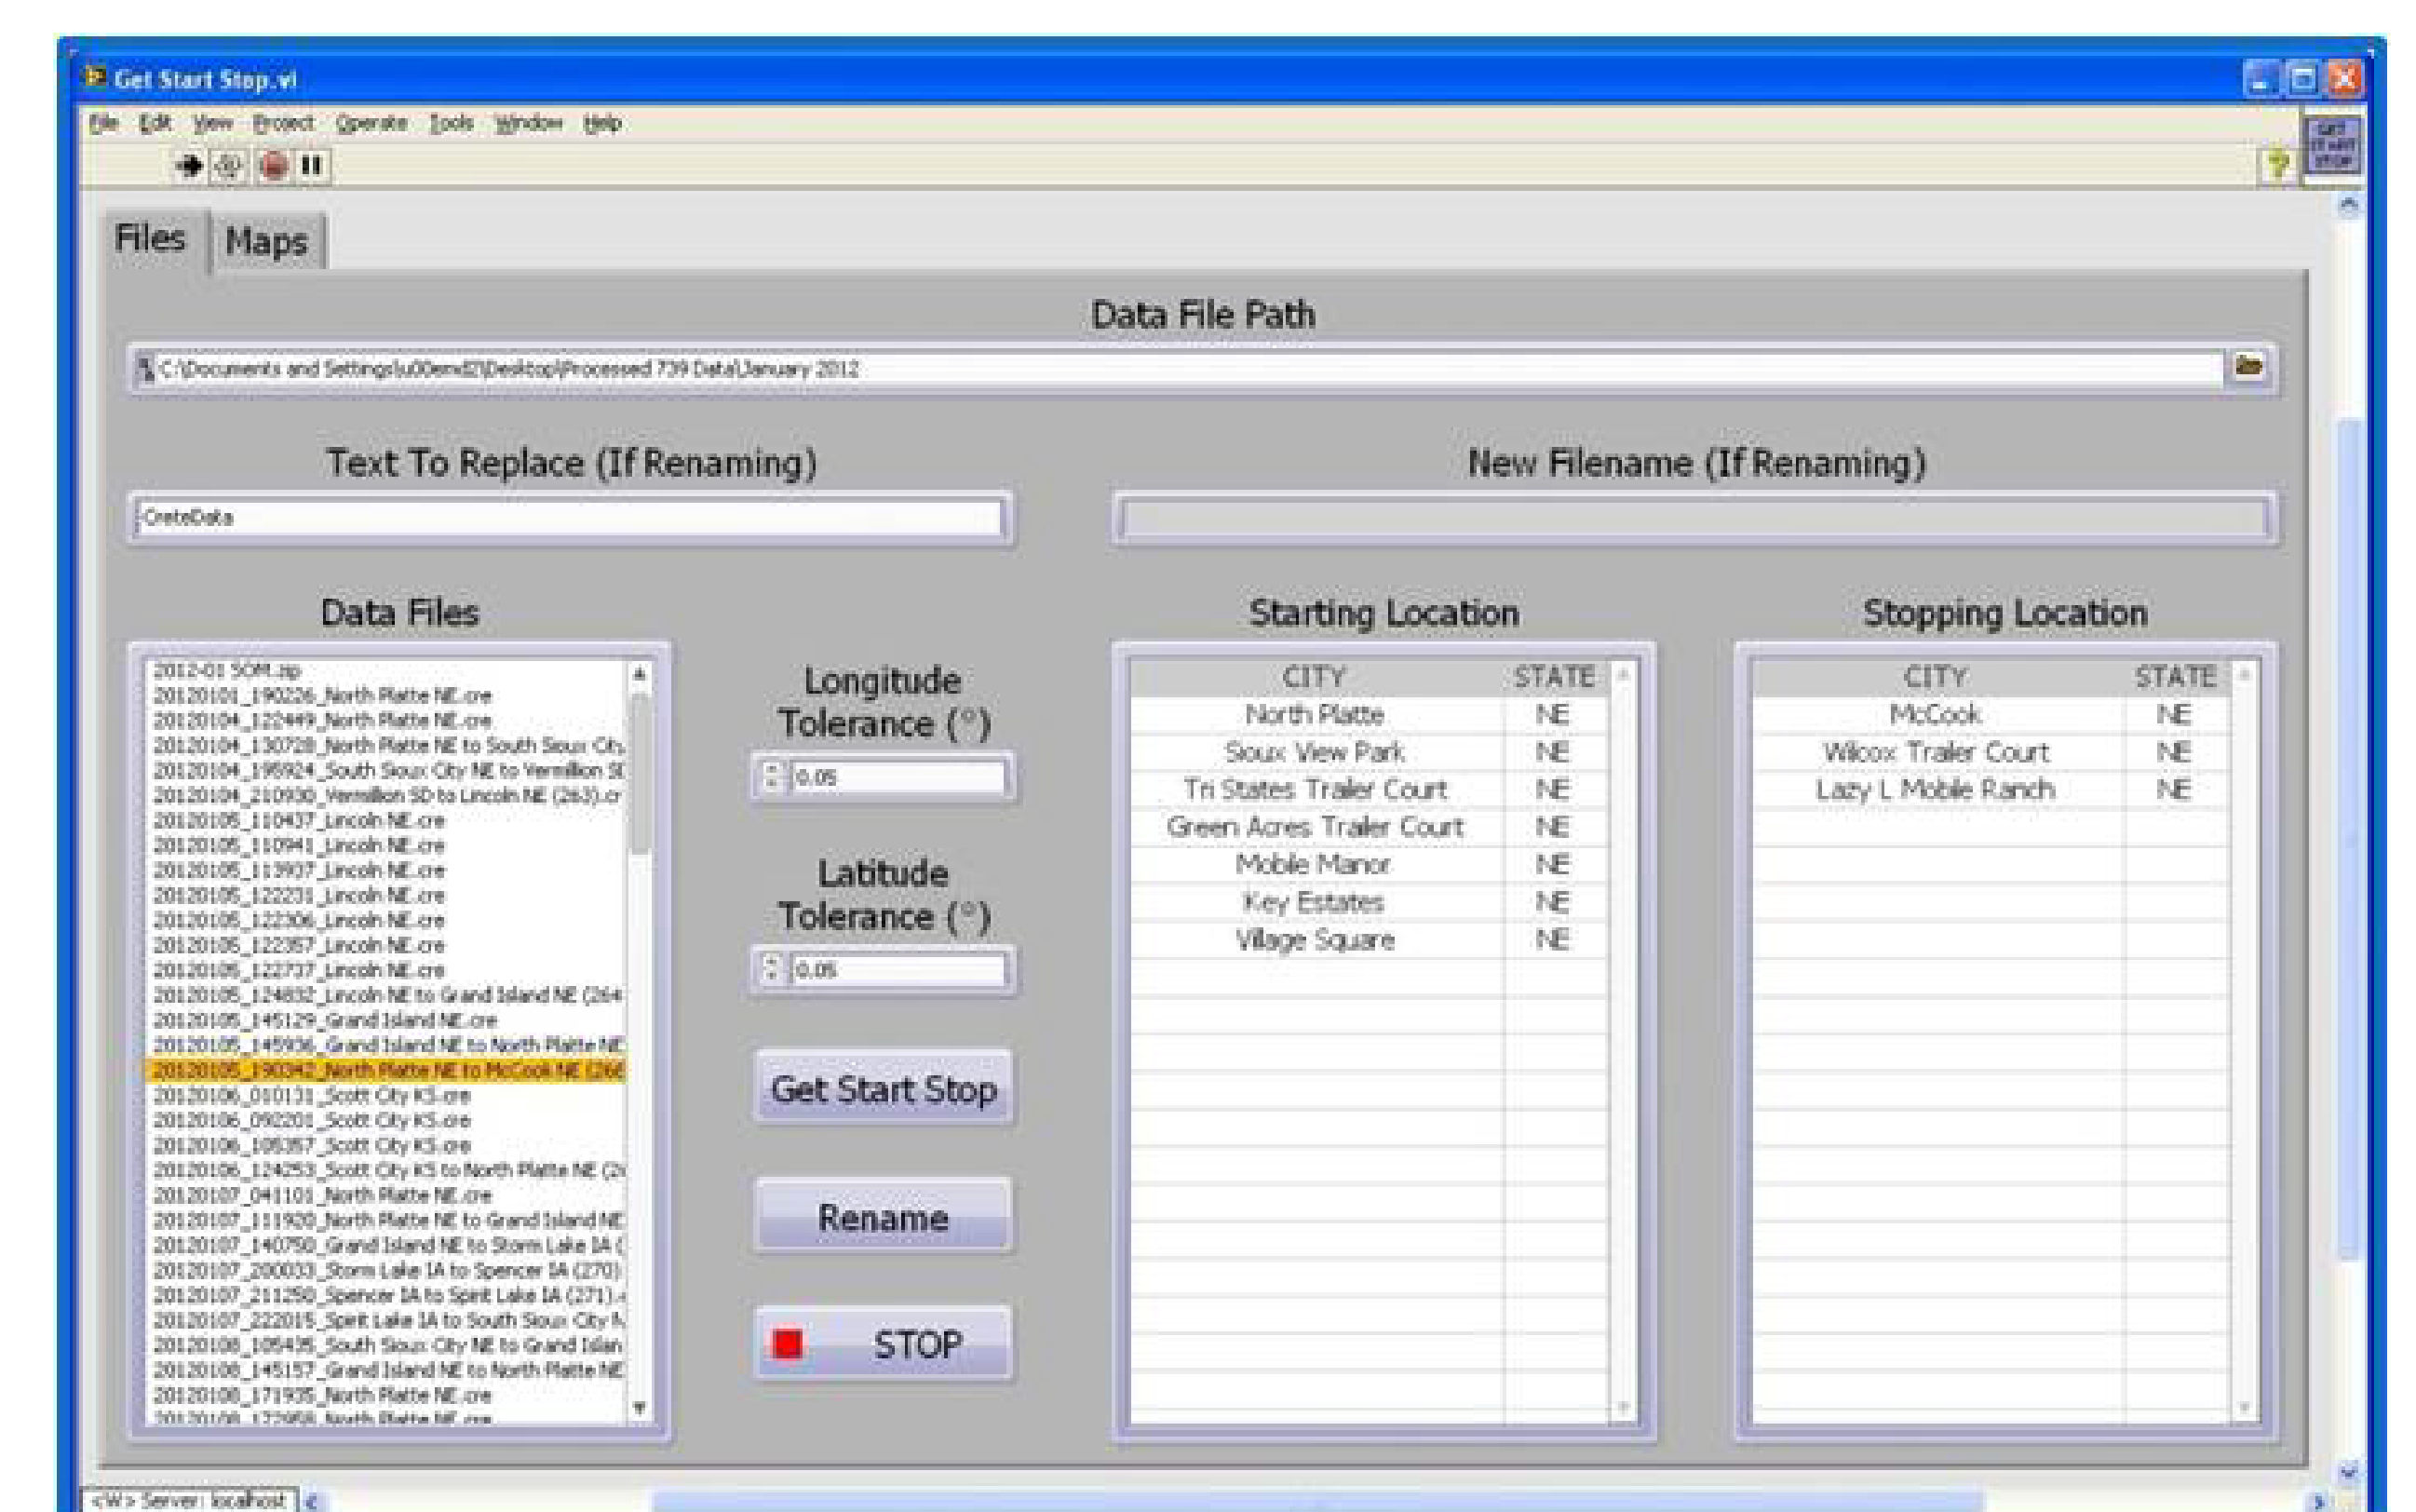 Get Start Stop.vi
File Edit View Project Operate Tools Window Help
GET
START
STOP
Files Maps
Data File Path
C:\Documents and Settings\u00emd2\Desktop\Processed 739 Data\January 2012
Text To Replace (If Renaming) New Filename (If Renaming)
CreteData
Data Files
2012-01 SOM.zip
20120101_190226_North Platte NE.cre
20120104_122449_North Platte NE.cre
20120104_130728_North Platte NE to South Sioux City
20120104_195924_South Sioux City NE to Vermillion SD
20120104_210930_Vermillion SD to Lincoln NE (263).cr
20120105_110437_Lincoln NE.cre
20120105_110941_Lincoln NE.cre
20120105_113937_Lincoln NE.cre
20120105_122231_Lincoln NE.cre
20120105_122306_Lincoln NE.cre
20120105_122357_Lincoln NE.cre
20120105_122737_Lincoln NE.cre
20120105_124832_Lincoln NE to Grand Island NE (264
20120105_145129_Grand Island NE.cre
20120105_145936_Grand Island NE to North Platte NE
20120105_190342_North Platte NE to McCook NE (266
20120106_010131_Scott City KS.cre
20120106_092201_Scott City KS.cre
20120106_105357_Scott City KS.cre
20120106_124253_Scott City KS to North Platte NE (26
20120107_041101_North Platte NE.cre
20120107_111920_North Platte NE to Grand Island NE
20120107_140750_Grand Island NE to Storm Lake IA (
20120107_200033_Storm Lake IA to Spencer IA (270)
20120107_211250_Spencer IA to Spirit Lake IA (271).
20120107_222015_Spirit Lake IA to South Sioux City N
20120108_105435_South Sioux City NE to Grand Islan
20120108_145157_Grand Island NE to North Platte NE
20120108_171935_North Platte NE.cre
20120108_172958_North Platte NE.cre
Longitude
Tolerance (°)
0.05
Latitude
Tolerance (°)
0.05
Get Start Stop
Rename
STOP
Starting Location
CITY STATE
North Platte NE
Sioux View Park NE
Tri States Trailer Court NE
Green Acres Trailer Court NE
Mobile Manor NE
Key Estates NE
Village Square NE
Stopping Location
CITY STATE
McCook NE
Wilcox Trailer Court NE
Lazy L Mobile Ranch NE
<W> Server: localhost